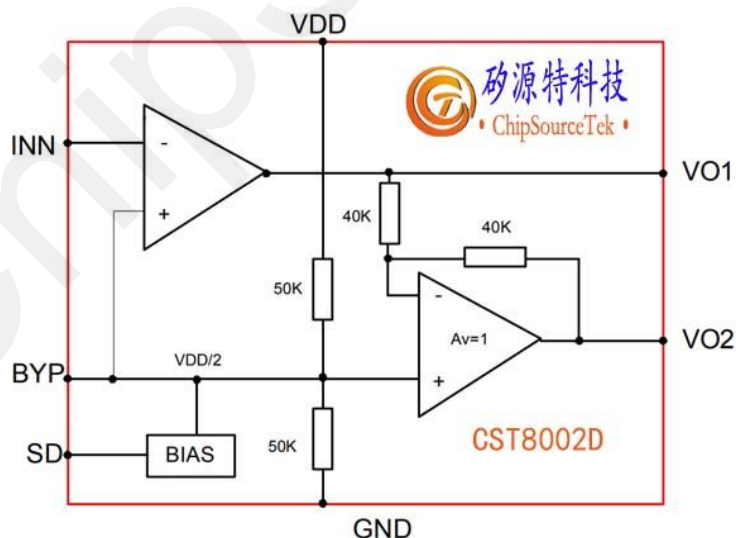 VDD
矽源特科技
• ChipSourceTek •
INN
-
+
VO1
40K
40K
50K
-
Av=1
+
VO2
BYP
VDD/2
SD
BIAS
50K
CST8002D
GND